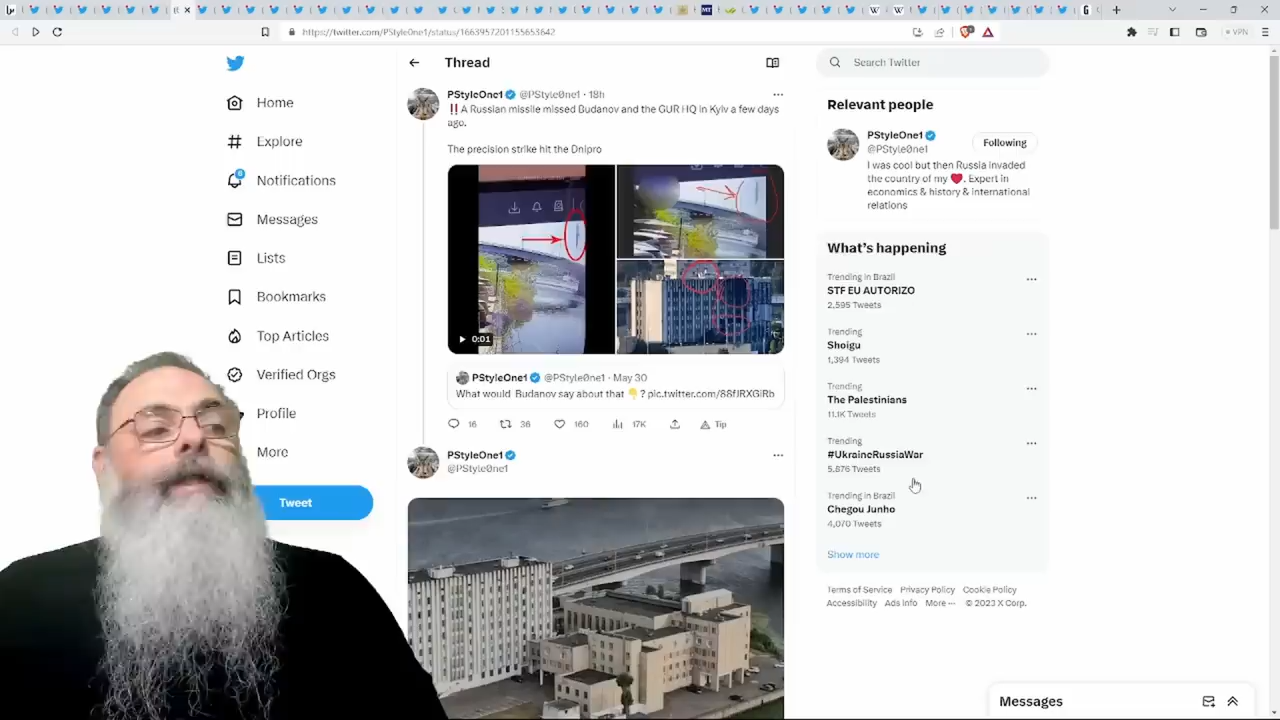 https://twitter.com/PStyle0ne1/status/1663957201155653642
VPN
Home
Explore
Notifications
Messages
Lists
Bookmarks
Top Articles
Verified Orgs
Profile
More
Tweet
Thread
PStyleOne1 @PStyle0ne1 · 18h
‼️A Russian missile missed Budanov and the GUR HQ in Kyiv a few days
ago.
The precision strike hit the Dnipro
0:01
PStyleOne1 @PStyle0ne1 · May 30
What would Budanov say about that 👇? pic.twitter.com/88fJRXGiRb
16 36 160 17K Tip
PStyleOne1
@PStyle0ne1
Search Twitter
Relevant people
PStyleOne1
@PStyle0ne1
Following
I was cool but then Russia invaded
the country of my ❤️. Expert in
economics & history & international
relations
What's happening
Trending in Brazil
STF EU AUTORIZO
2,595 Tweets
Trending
Shoigu
1,394 Tweets
Trending
The Palestinians
11.1K Tweets
Trending
#UkraineRussiaWar
5,876 Tweets
Trending in Brazil
Chegou Junho
4,070 Tweets
Show more
Terms of Service Privacy Policy Cookie Policy
Accessibility Ads info More ··· © 2023 X Corp.
Messages